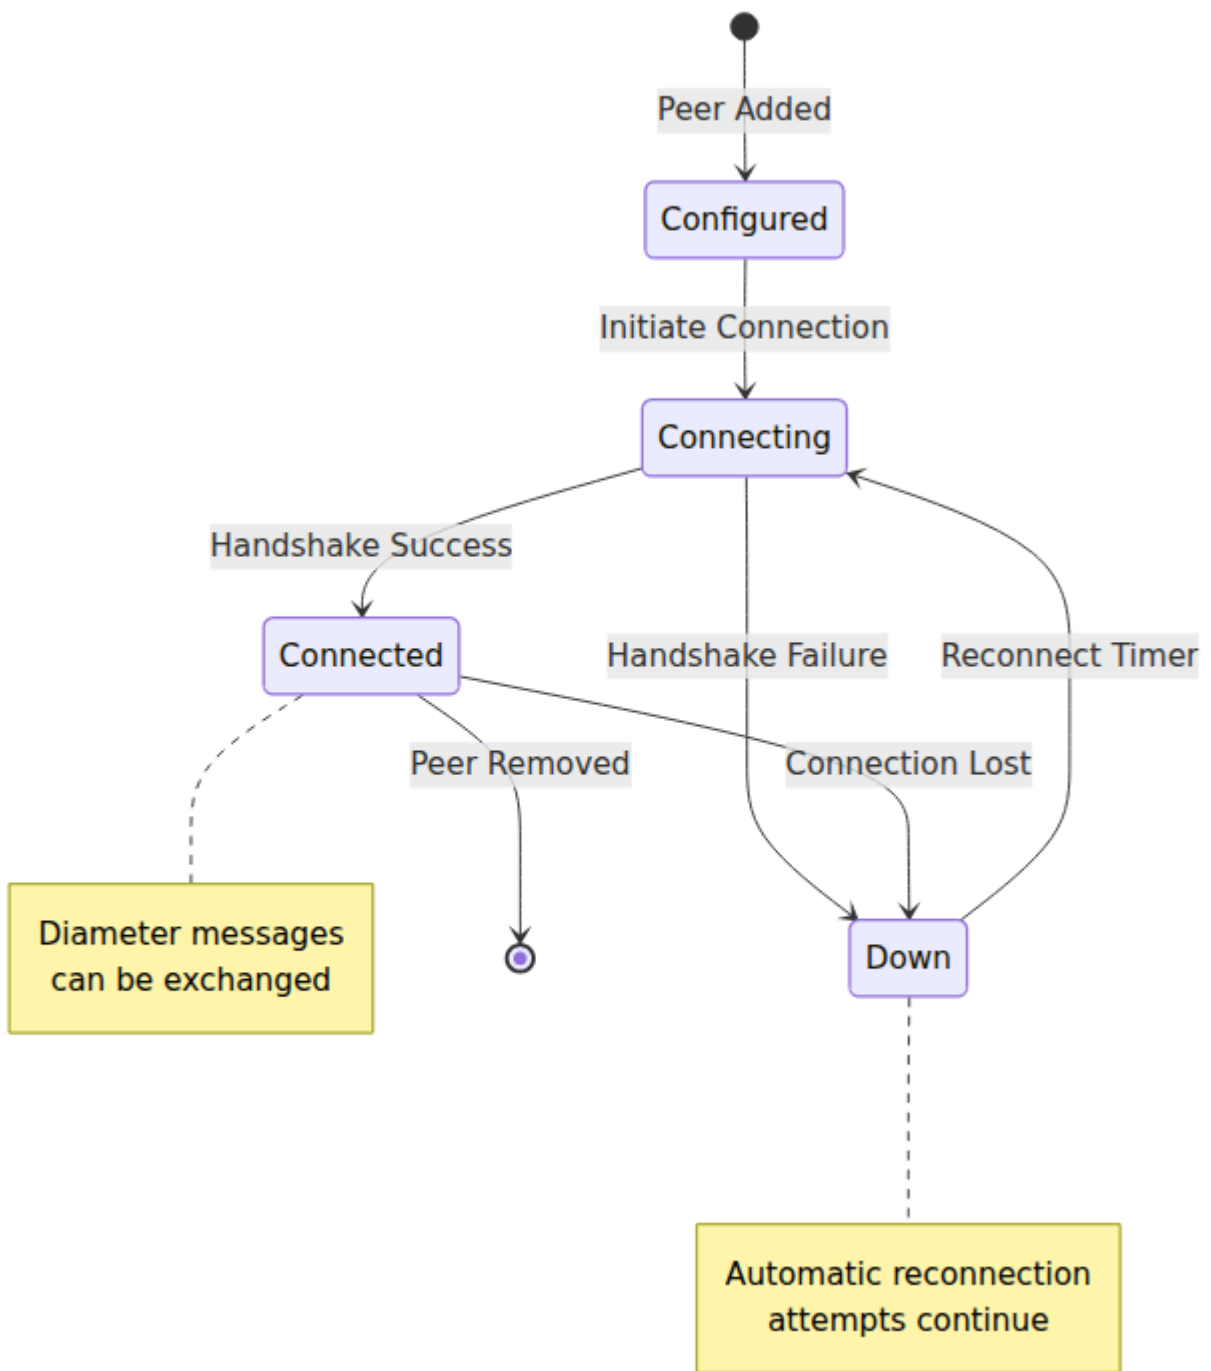 Peer Added
Configured
Initiate Connection
Connecting
Handshake Success
Connected
Handshake Failure
Reconnect Timer
Peer Removed
Connection Lost
Diameter messages
can be exchanged
Down
Automatic reconnection
attempts continue